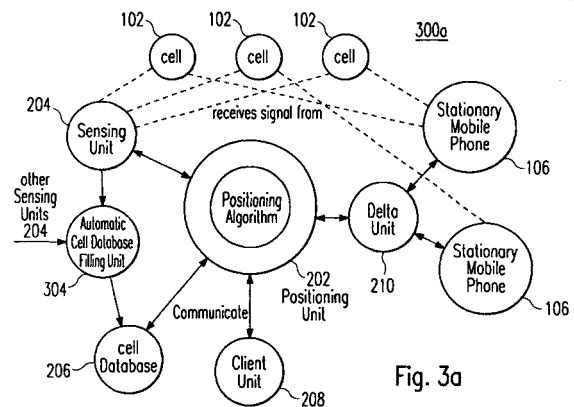 102
102
102
300a
cell
cell
cell
204
receives signal from
Sensing
Unit
Stationary
Mobile
Phone
106
other
Sensing
Units
204
Positioning
Algorithm
Automatic
Cell Database
Filling Unit
304
Delta
Unit
210
Stationary
Mobile
Phone
106
202
Positioning
Unit
Communicate
cell
Database
206
Client
Unit
208
Fig. 3a